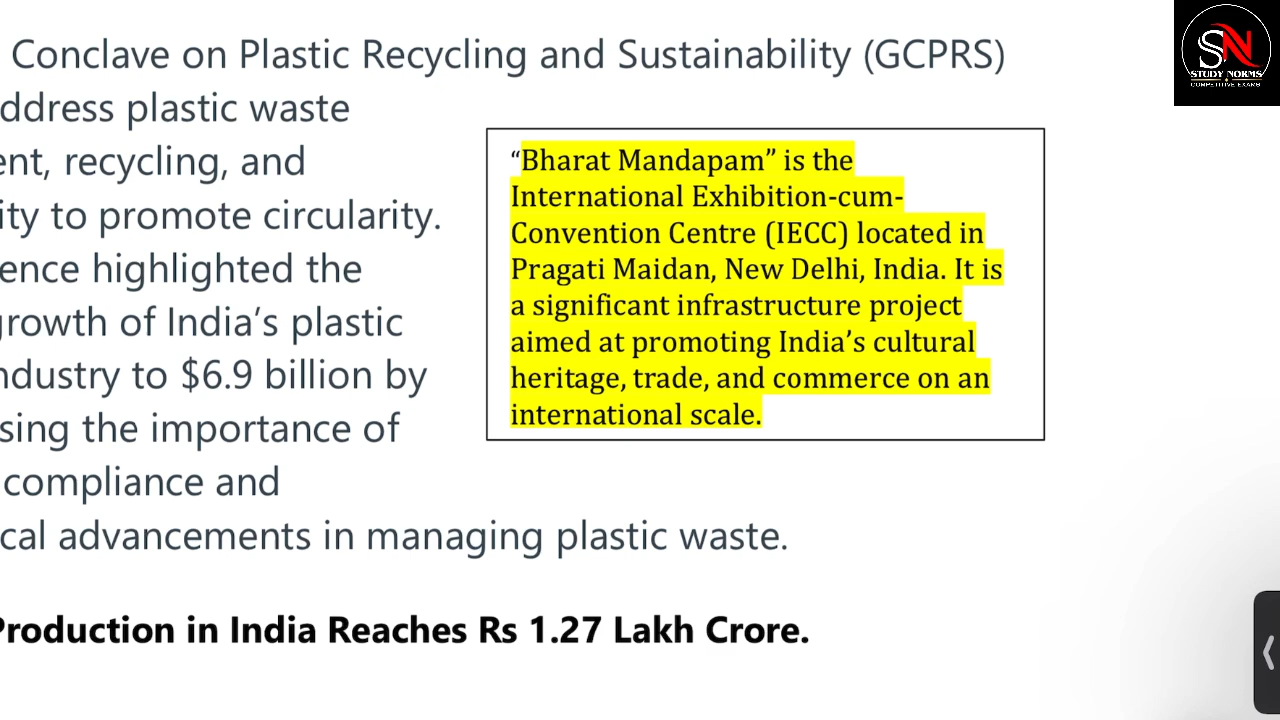 Conclave on Plastic Recycling and Sustainability (GCPRS)
ddress plastic waste
ent, recycling, and
ity to promote circularity.
ence highlighted the
growth of India’s plastic
ndustry to $6.9 billion by
sing the importance of
compliance and
cal advancements in managing plastic waste.
“Bharat Mandapam” is the
International Exhibition-cum-
Convention Centre (IECC) located in
Pragati Maidan, New Delhi, India. It is
a significant infrastructure project
aimed at promoting India’s cultural
heritage, trade, and commerce on an
international scale.
Production in India Reaches Rs 1.27 Lakh Crore.
SN
STUDY NORMS
COMPETITIVE EXAMS